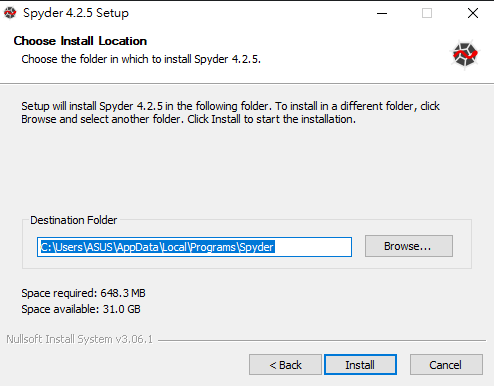 Spyder 4.2.5 Setup
Choose Install Location
Choose the folder in which to install Spyder 4.2.5.
Setup will install Spyder 4.2.5 in the following folder. To install in a different folder, click
Browse and select another folder. Click Install to start the installation.
Destination Folder
C:\Users\ASUS\AppData\Local\Programs\Spyder
Browse...
Space required: 648.3 MB
Space available: 31.0 GB
Nullsoft Install System v3.06.1
< Back
Install
Cancel